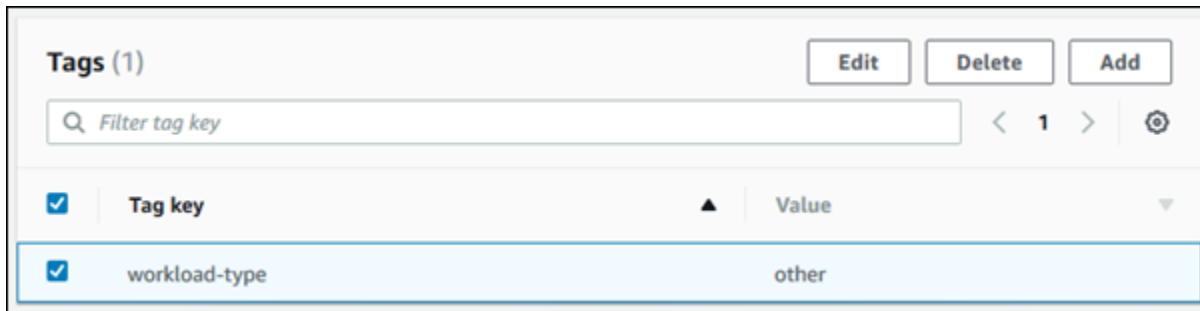 Tags (1) Edit Delete Add
Filter tag key 1
Tag key Value
workload-type other